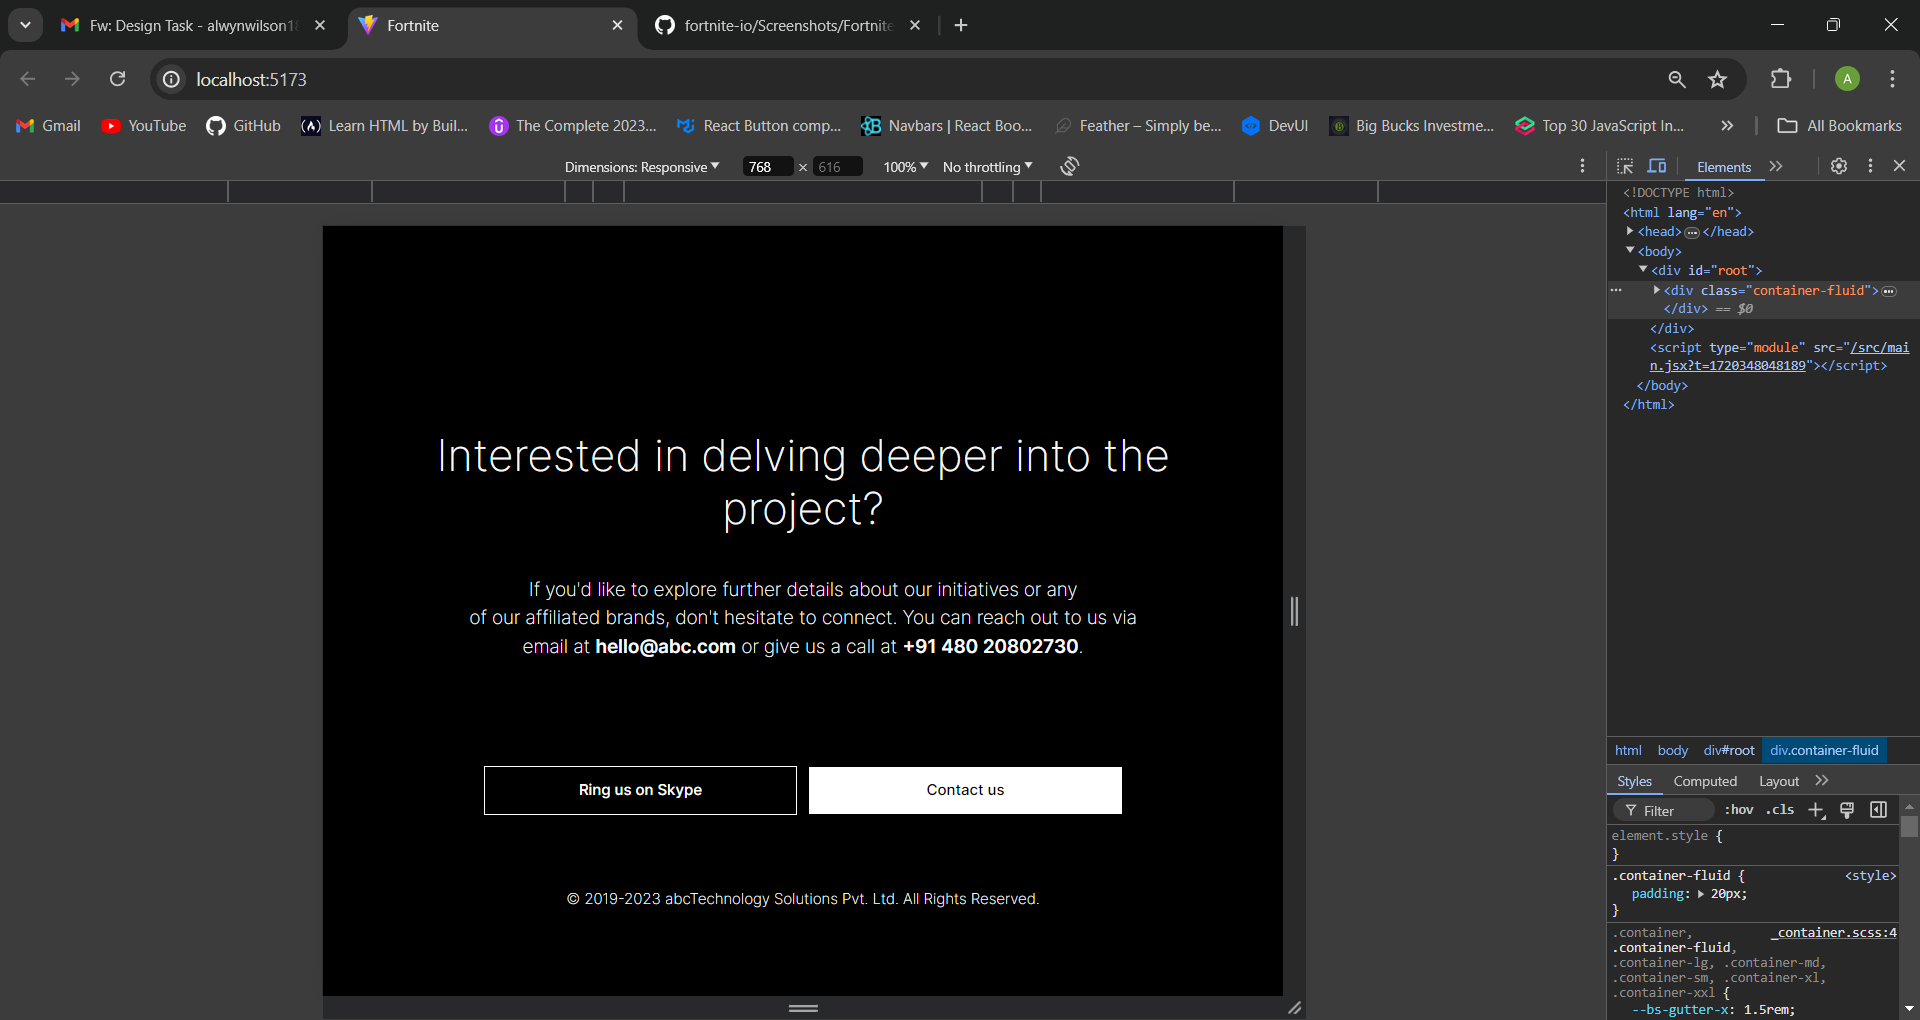 Fw: Design Task - alwynwilson18
Fortnite
fortnite-io/Screenshots/Fortnite
localhost:5173
A
Gmail
YouTube
GitHub
Learn HTML by Buil...
The Complete 2023...
React Button comp...
Navbars | React Boo...
Feather – Simply be...
DevUI
Big Bucks Investme...
Top 30 JavaScript In...
All Bookmarks
Dimensions: Responsive
768 × 616
100%
No throttling
Elements
<!DOCTYPE html>
<html lang="en">
<head> </head>
<body>
<div id="root">
<div class="container-fluid">
</div> == $0
</div>
<script type="module" src="/src/mai
n.jsx?t=1720348048189"></script>
</body>
</html>
Interested in delving deeper into the
project?
If you'd like to explore further details about our initiatives or any
of our affiliated brands, don't hesitate to connect. You can reach out to us via
email at hello@abc.com or give us a call at +91 480 20802730.
Ring us on Skype
Contact us
© 2019-2023 abcTechnology Solutions Pvt. Ltd. All Rights Reserved.
html body div#root div.container-fluid
Styles Computed Layout
Filter :hov .cls
element.style {
}
.container-fluid { <style>
padding: 20px;
}
.container, _container.scss:4
.container-fluid,
.container-lg, .container-md,
.container-sm, .container-xl,
.container-xxl {
--bs-gutter-x: 1.5rem;